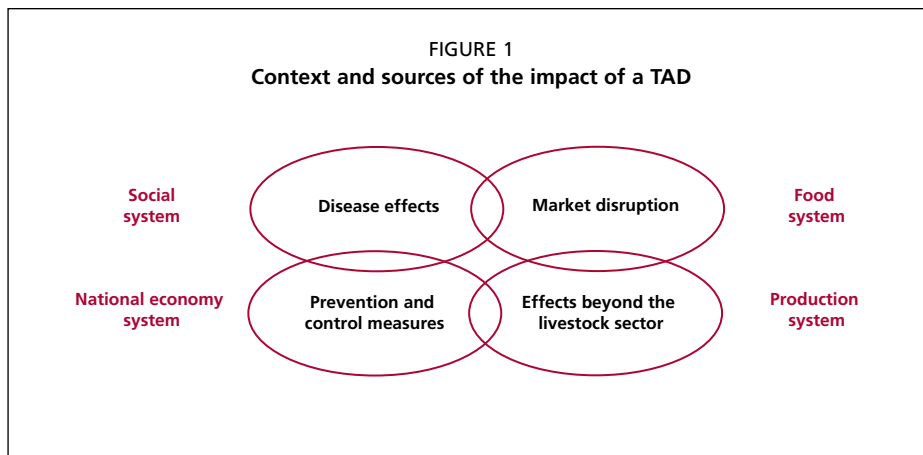 FIGURE 1
Context and sources of the impact of a TAD
Social
system
Disease effects
Market disruption
Food
system
National economy
system
Prevention and
control measures
Effects beyond the
livestock sector
Production
system